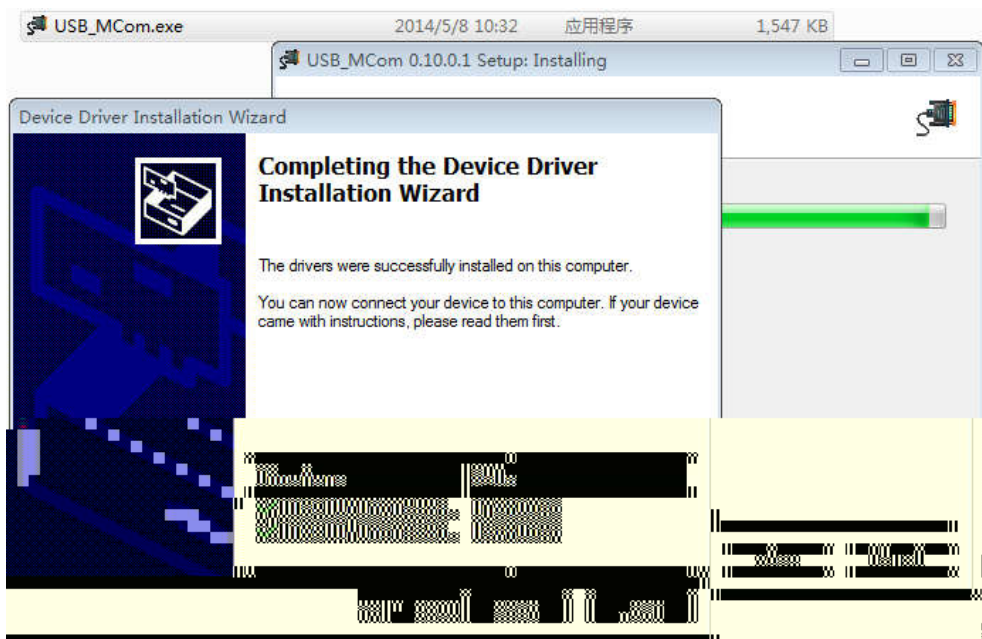 USB_MCom.exe 2014/5/8 10:32 应用程序 1,547 KB
USB_MCom 0.10.0.1 Setup: Installing
Device Driver Installation Wizard
Completing the Device Driver
Installation Wizard
The drivers were successfully installed on this computer.
You can now connect your device to this computer. If your device
came with instructions, please read them first.